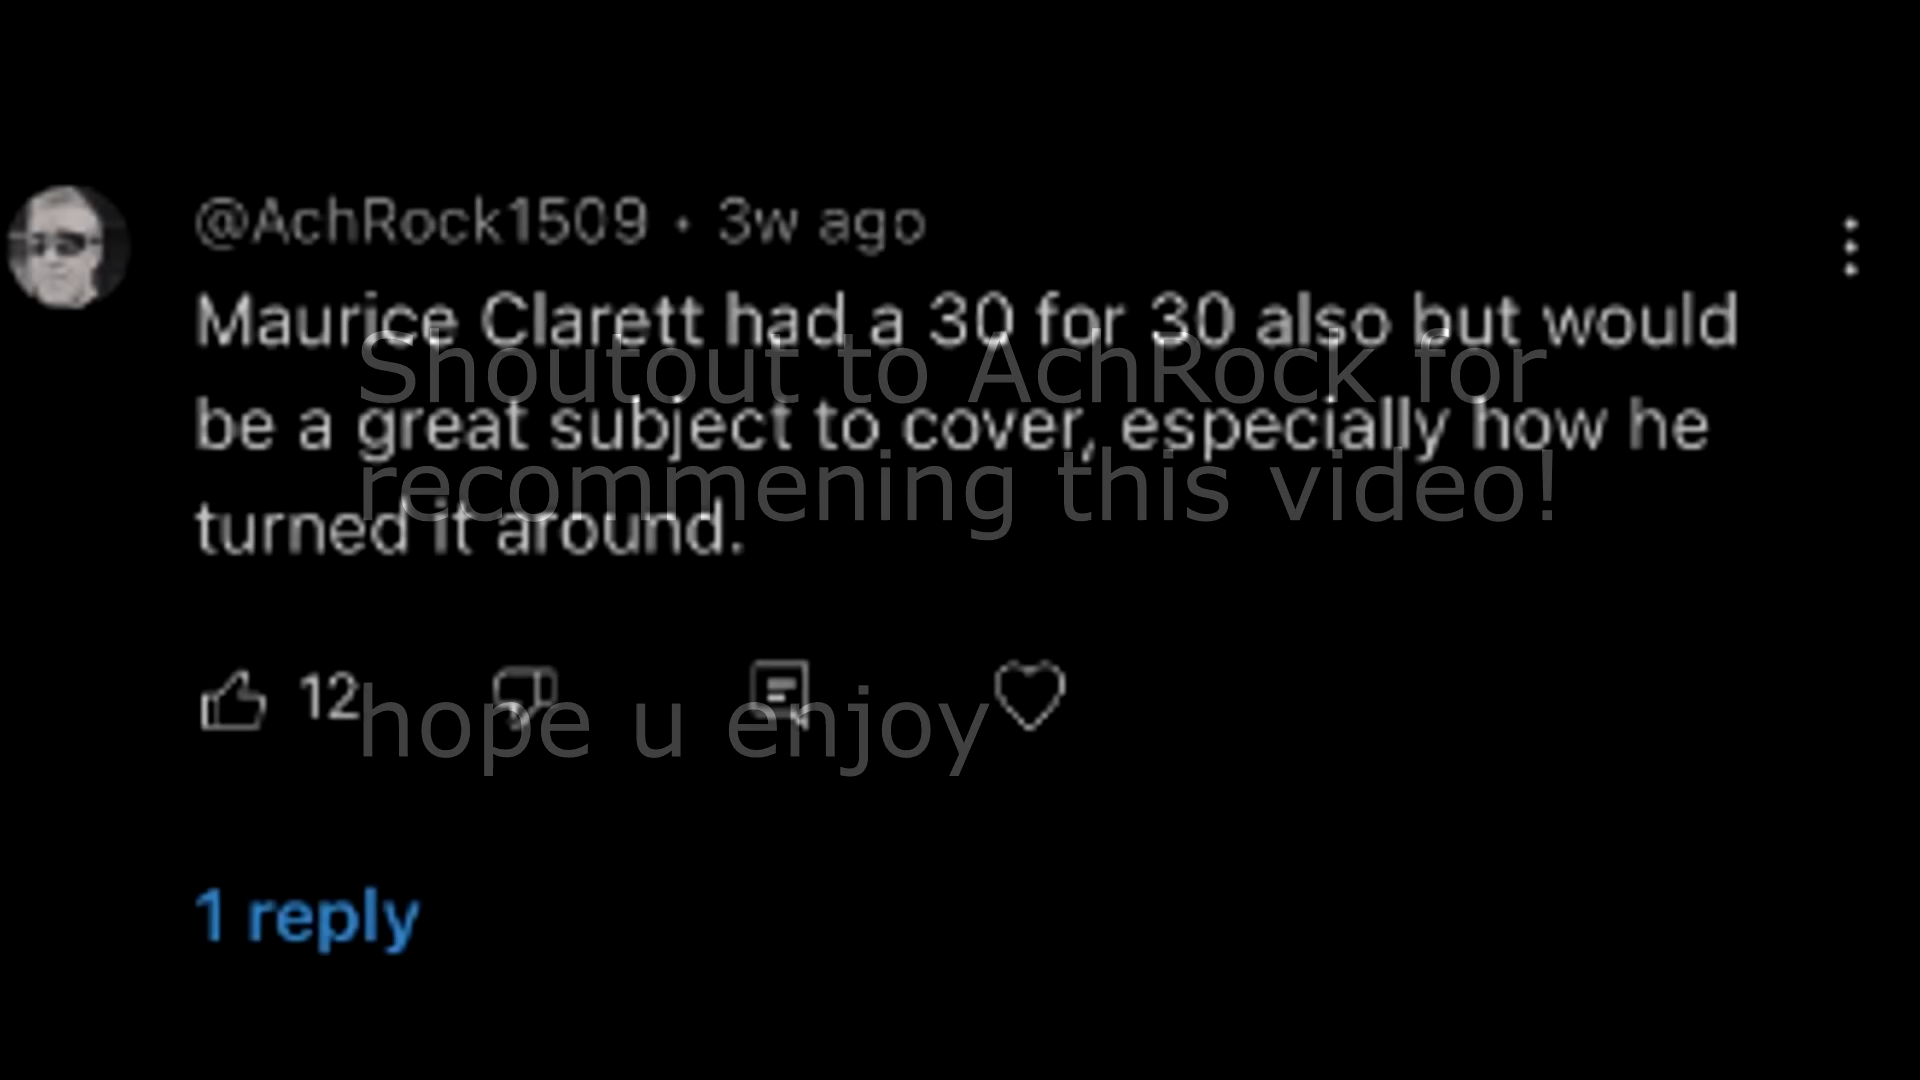 @AchRock1509 • 3w ago
Maurice Clarett had a 30 for 30 also but would
be a great subject to cover, especially how he
turned it around.
12
1 reply
Shoutout to AchRock for
recommening this video!
hope u enjoy